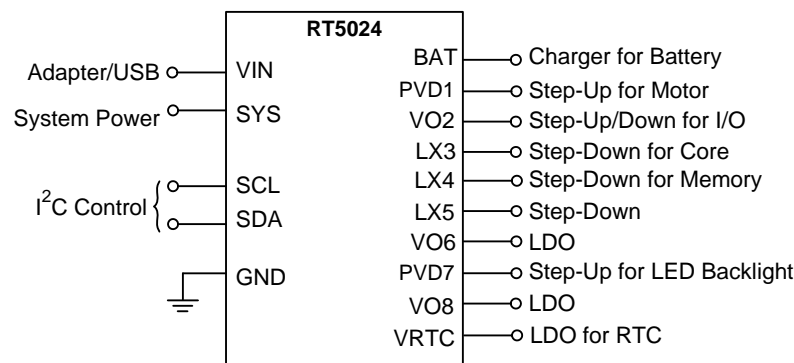 RT5024
Adapter/USB VIN
System Power SYS
I²C Control SCL
SDA
GND
BAT Charger for Battery
PVD1 Step-Up for Motor
VO2 Step-Up/Down for I/O
LX3 Step-Down for Core
LX4 Step-Down for Memory
LX5 Step-Down
VO6 LDO
PVD7 Step-Up for LED Backlight
VO8 LDO
VRTC LDO for RTC